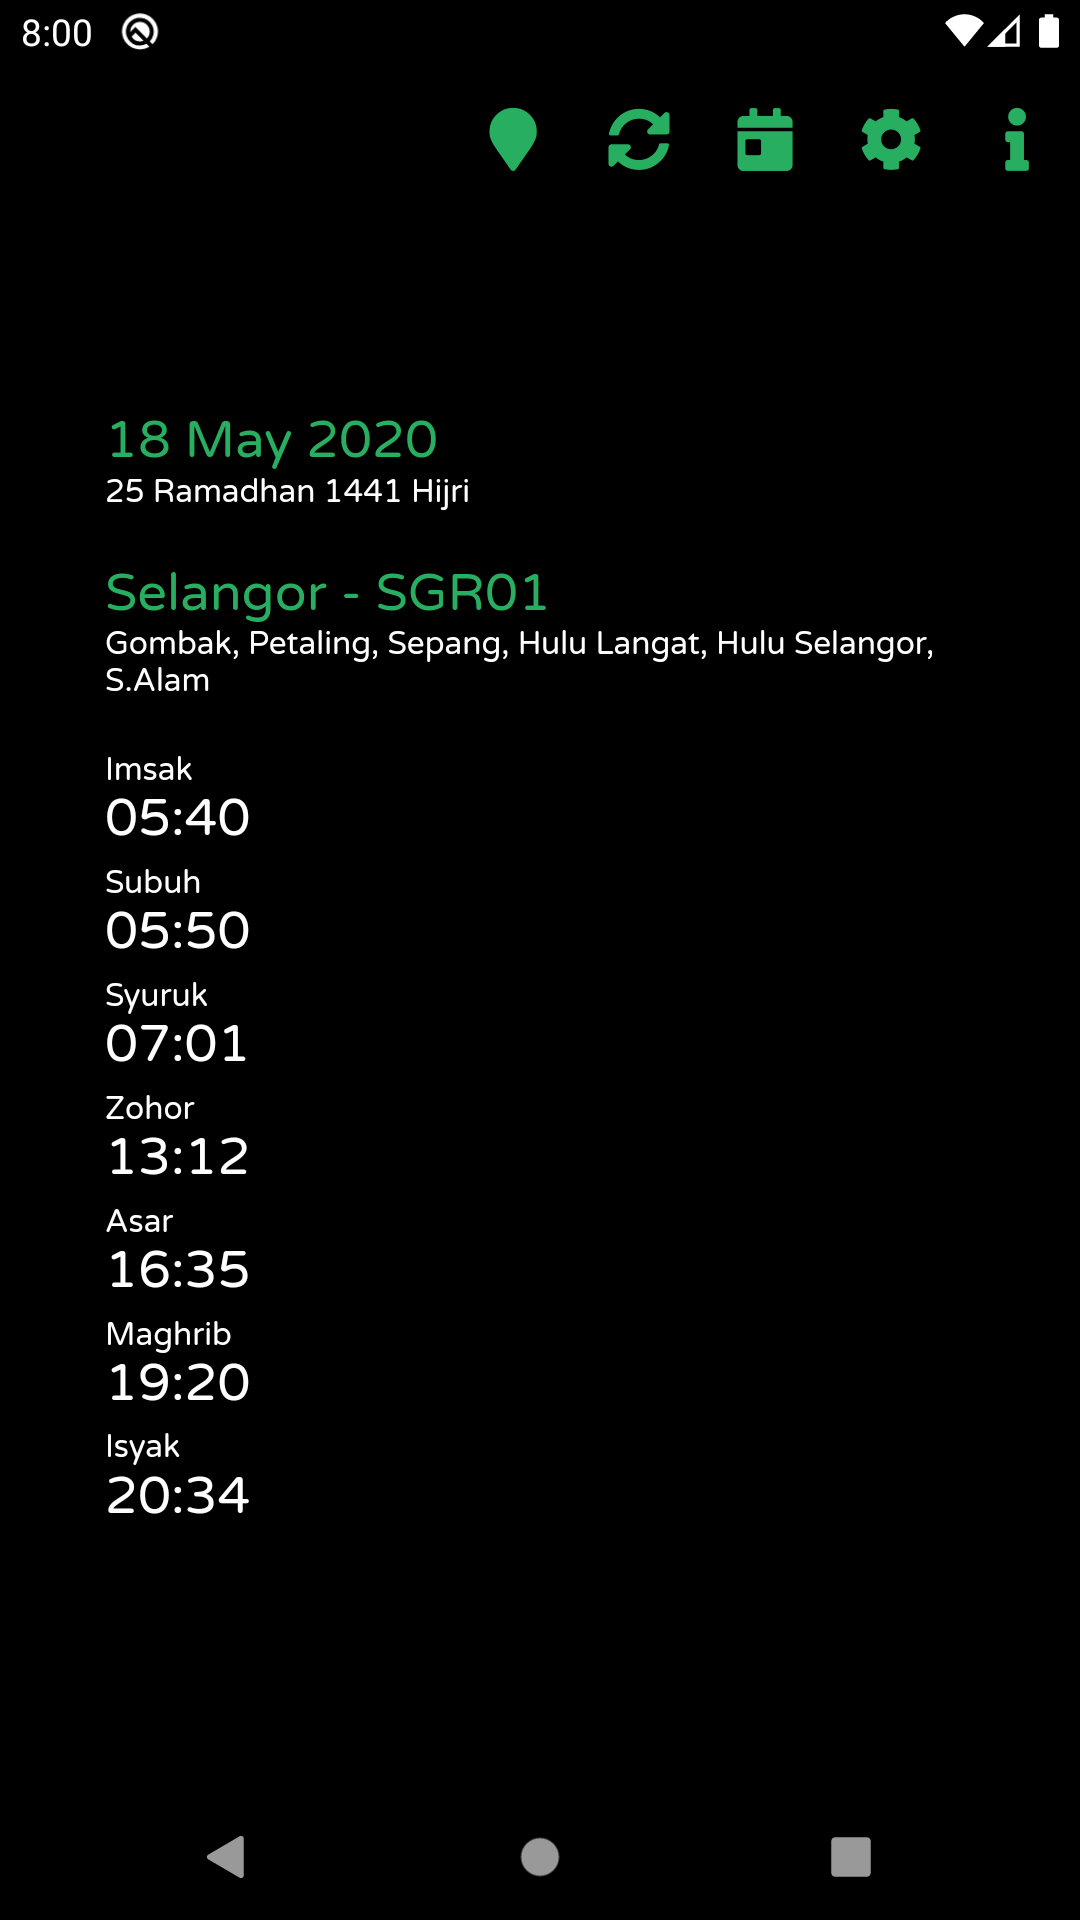 8:00
18 May 2020
25 Ramadhan 1441 Hijri
Selangor - SGR01
Gombak, Petaling, Sepang, Hulu Langat, Hulu Selangor,
S.Alam
Imsak
05:40
Subuh
05:50
Syuruk
07:01
Zohor
13:12
Asar
16:35
Maghrib
19:20
Isyak
20:34